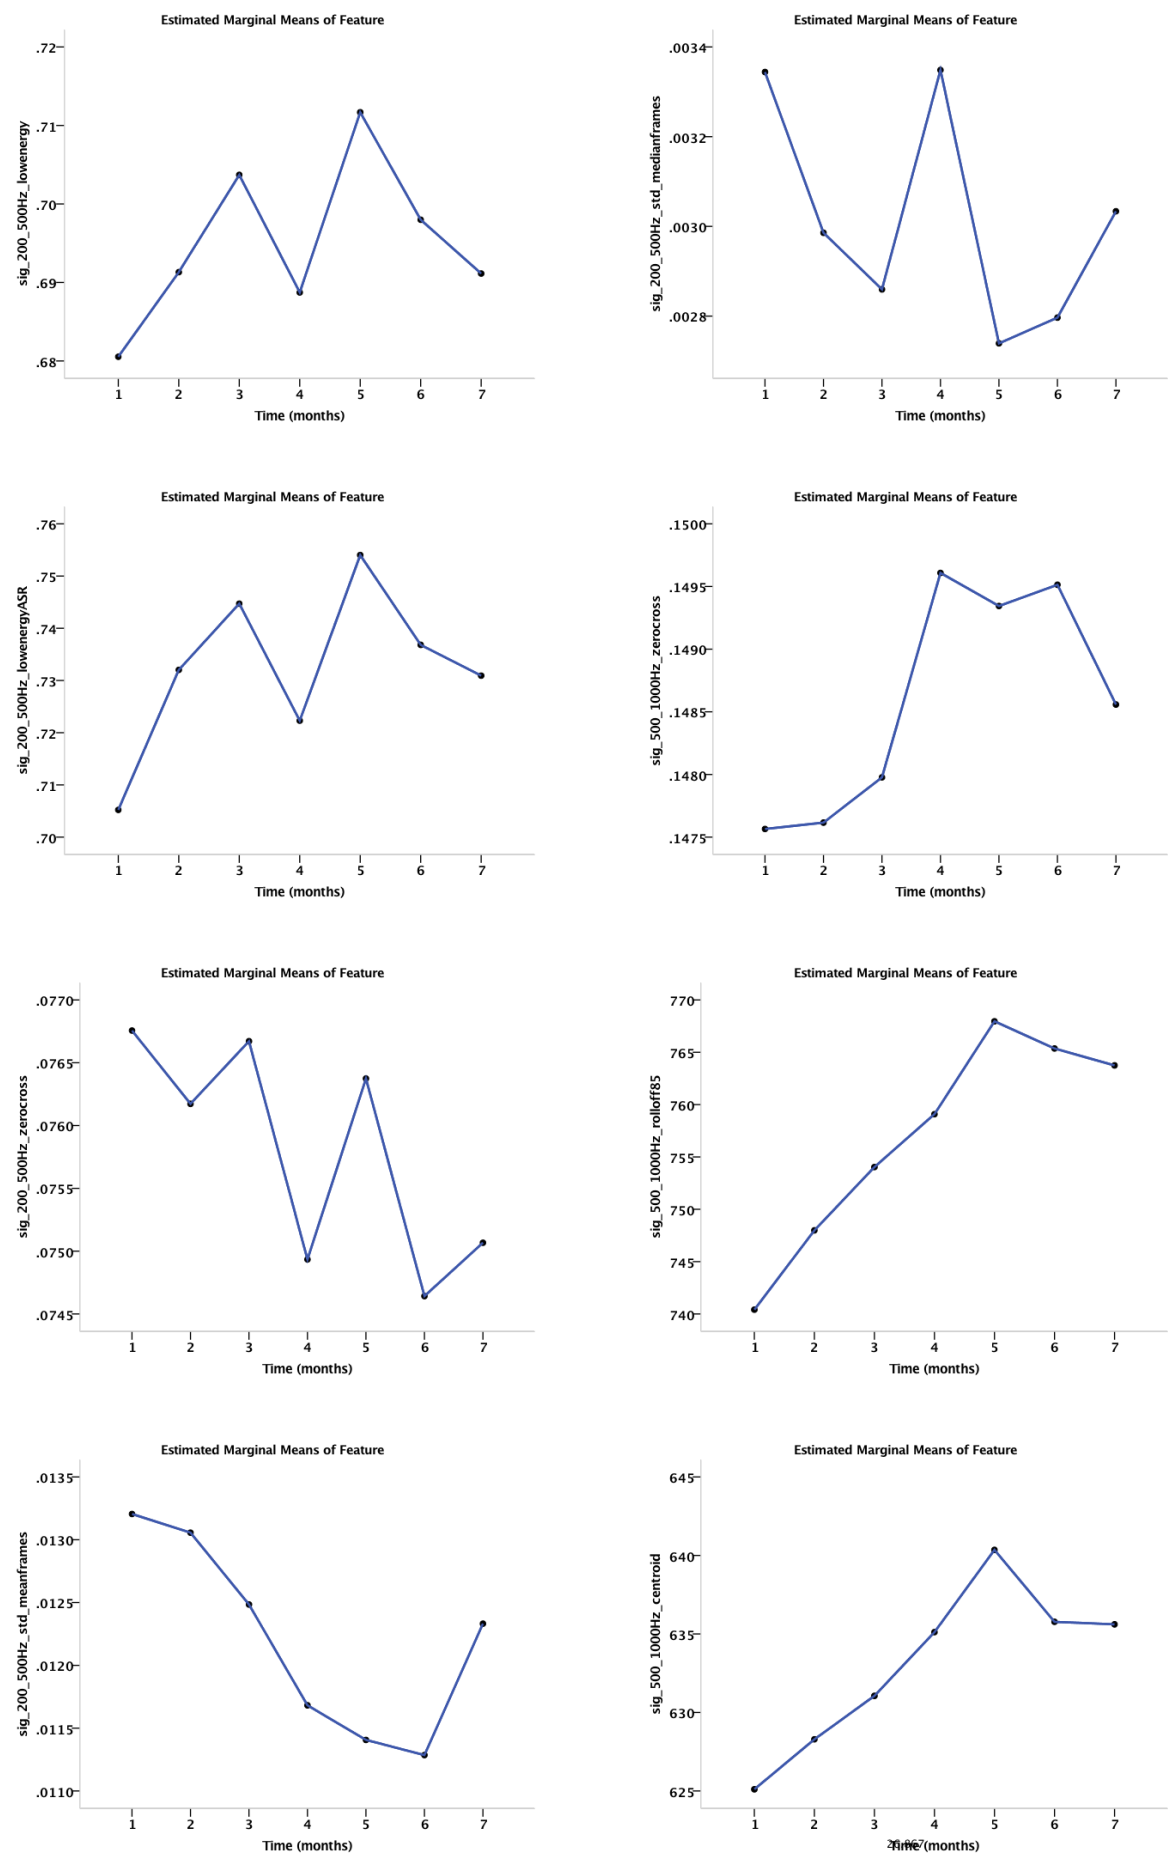 Estimated Marginal Means of Feature
sig_200_500Hz_lowenergy
.72
.71
.70
.69
.68
1 2 3 4 5 6 7
Time (months)
Estimated Marginal Means of Feature
sig_200_500Hz_std_medianframes
.0034
.0032
.0030
.0028
1 2 3 4 5 6 7
Time (months)
Estimated Marginal Means of Feature
sig_200_500Hz_lowenergyASR
.76
.75
.74
.73
.72
.71
.70
1 2 3 4 5 6 7
Time (months)
Estimated Marginal Means of Feature
sig_500_1000Hz_zerocross
.1500
.1495
.1490
.1485
.1480
.1475
1 2 3 4 5 6 7
Time (months)
Estimated Marginal Means of Feature
sig_200_500Hz_zerocross
.0770
.0765
.0760
.0755
.0750
.0745
1 2 3 4 5 6 7
Time (months)
Estimated Marginal Means of Feature
sig_500_1000Hz_rolloff85
770
765
760
755
750
745
740
1 2 3 4 5 6 7
Time (months)
Estimated Marginal Means of Feature
sig_200_500Hz_std_meanframes
.0135
.0130
.0125
.0120
.0115
.0110
1 2 3 4 5 6 7
Time (months)
Estimated Marginal Means of Feature
sig_500_1000Hz_centroid
645
640
635
630
625
1 2 3 4 5 6 7
Time (months)